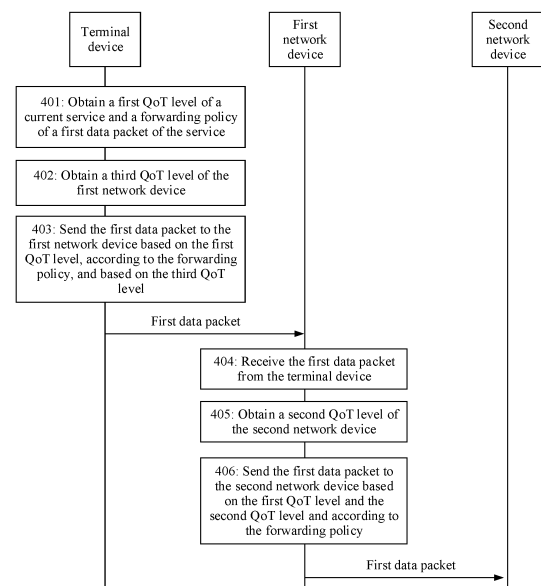 Terminal
device
First
network
device
Second
network
device
401: Obtain a first QoT level of a
current service and a forwarding policy
of a first data packet of the service
402: Obtain a third QoT level of the
first network device
403: Send the first data packet to the
first network device based on the first
QoT level, according to the forwarding
policy, and based on the third QoT
level
First data packet
404: Receive the first data packet
from the terminal device
405: Obtain a second QoT level of
the second network device
406: Send the first data packet to
the second network device based
on the first QoT level and the
second QoT level and according to
the forwarding policy
First data packet